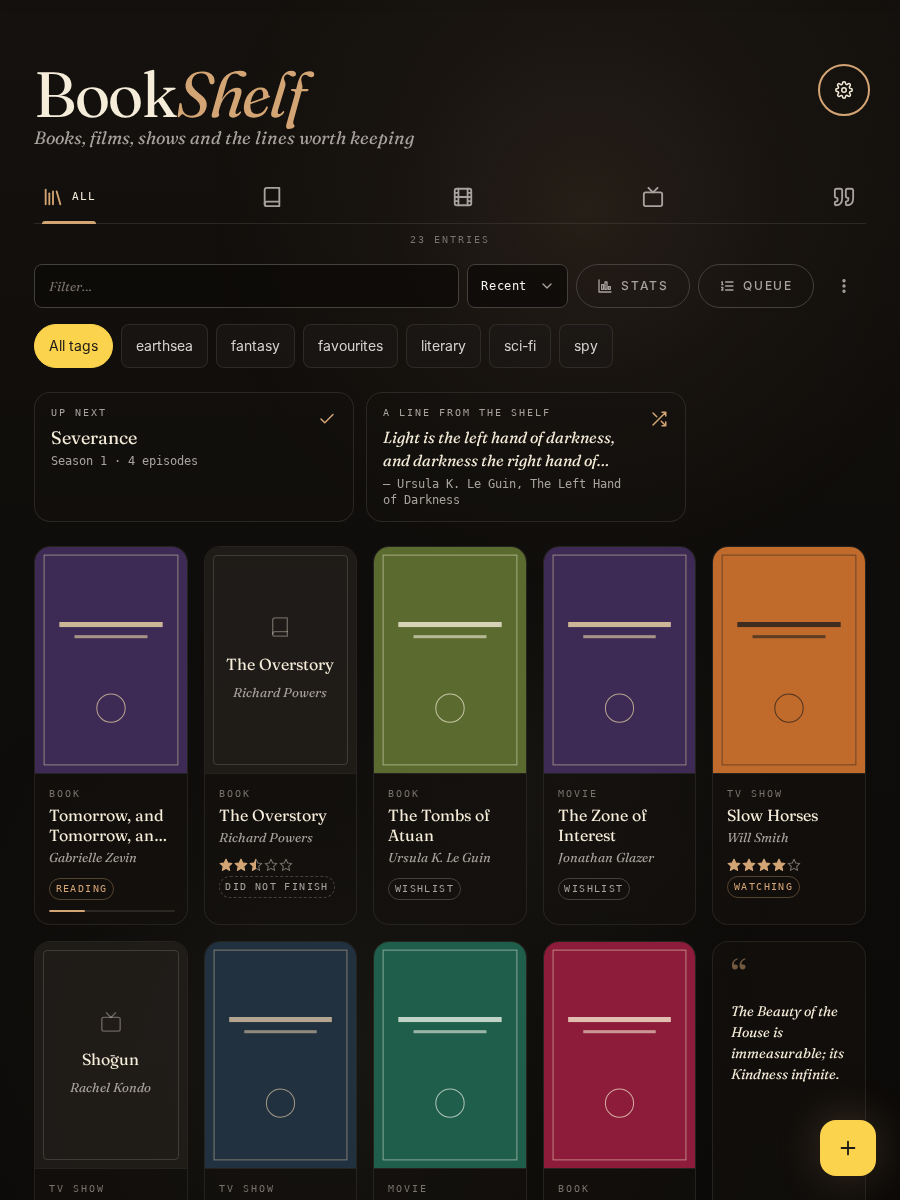 BookShelf
Books, films, shows and the lines worth keeping
ALL
23 ENTRIES
Filter...
Recent
STATS
QUEUE
All tags
earthsea
fantasy
favourites
literary
sci-fi
spy
UP NEXT
Severance
Season 1 · 4 episodes
A LINE FROM THE SHELF
Light is the left hand of darkness,
and darkness the right hand of...
— Ursula K. Le Guin, The Left Hand
of Darkness
The Overstory
Richard Powers
BOOK
Tomorrow, and
Tomorrow, an...
Gabrielle Zevin
READING
BOOK
The Overstory
Richard Powers
DID NOT FINISH
BOOK
The Tombs of
Atuan
Ursula K. Le Guin
WISHLIST
MOVIE
The Zone of
Interest
Jonathan Glazer
WISHLIST
TV SHOW
Slow Horses
Will Smith
WATCHING
Shōgun
Rachel Kondo
“
The Beauty of the
House is
immeasurable; its
Kindness infinite.
TV SHOW
TV SHOW
MOVIE
BOOK